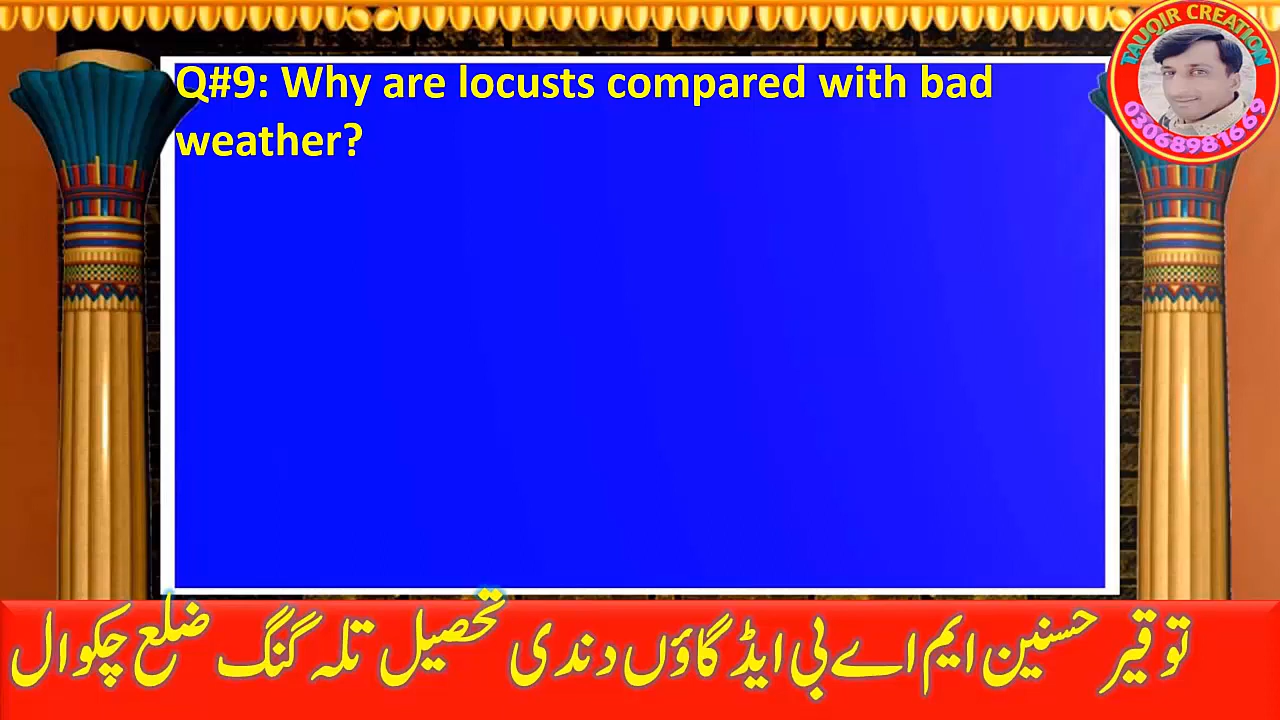 Q#9: Why are locusts compared with bad
weather?
TAUQIR CREATION
03068981669
توقیر حسنین ایم اے بی ایڈ گاؤں دندی تحصیل تلہ گنگ ضلع چکوال